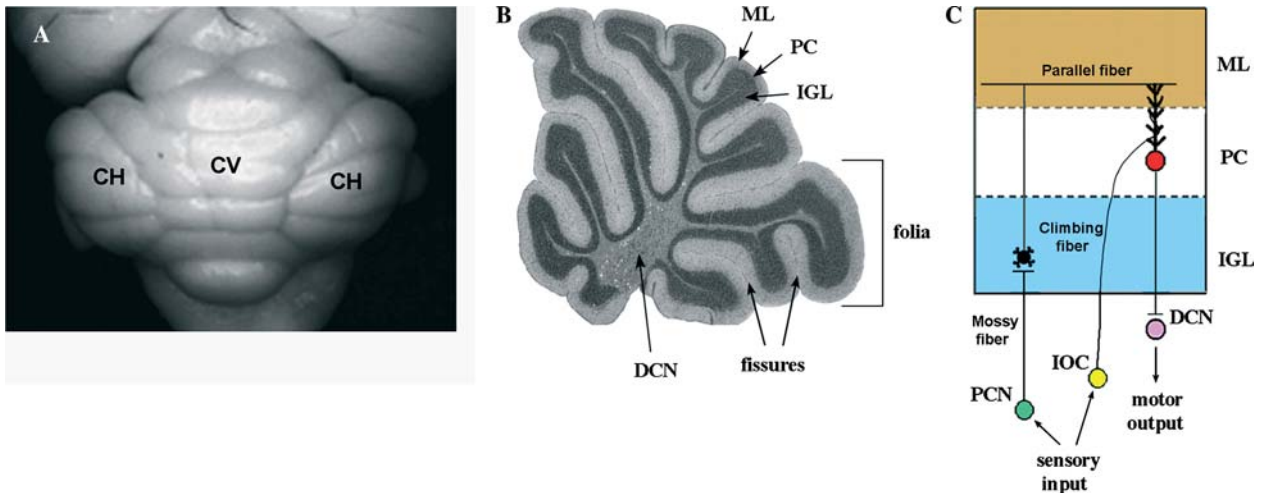 A
CH
CV
CH
B
ML
PC
IGL
folia
DCN
fissures
C
Parallel fiber
ML
PC
Climbing
fiber
IGL
Mossy
fiber
DCN
IOC
PCN
motor
output
sensory
input